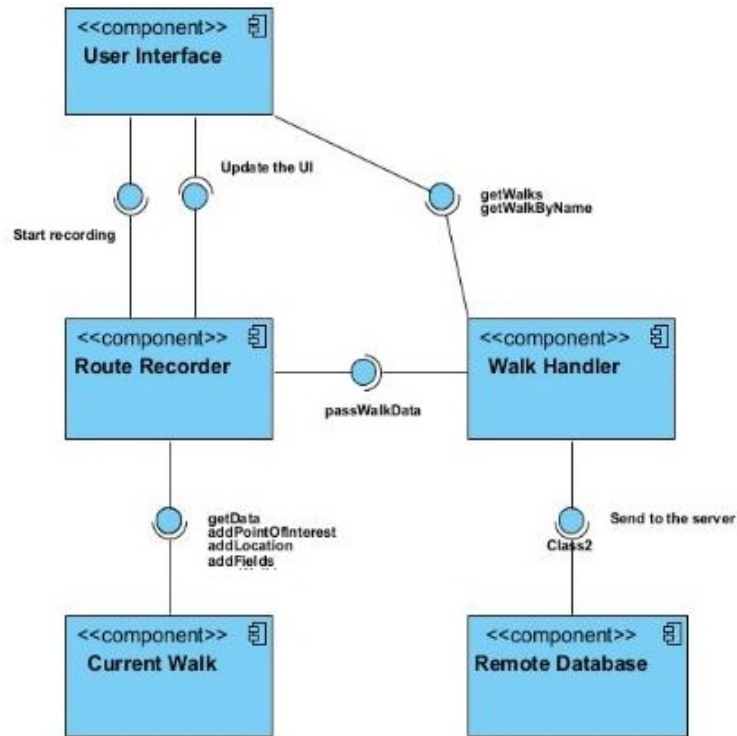 <<component>>
User Interface
Update the UI
getWalks
getWalkByName
Start recording
<<component>>
Route Recorder
<<component>>
Walk Handler
passWalkData
getData
addPointOfInterest
addLocation
addFields
Send to the server
Class2
<<component>>
Current Walk
<<component>>
Remote Database